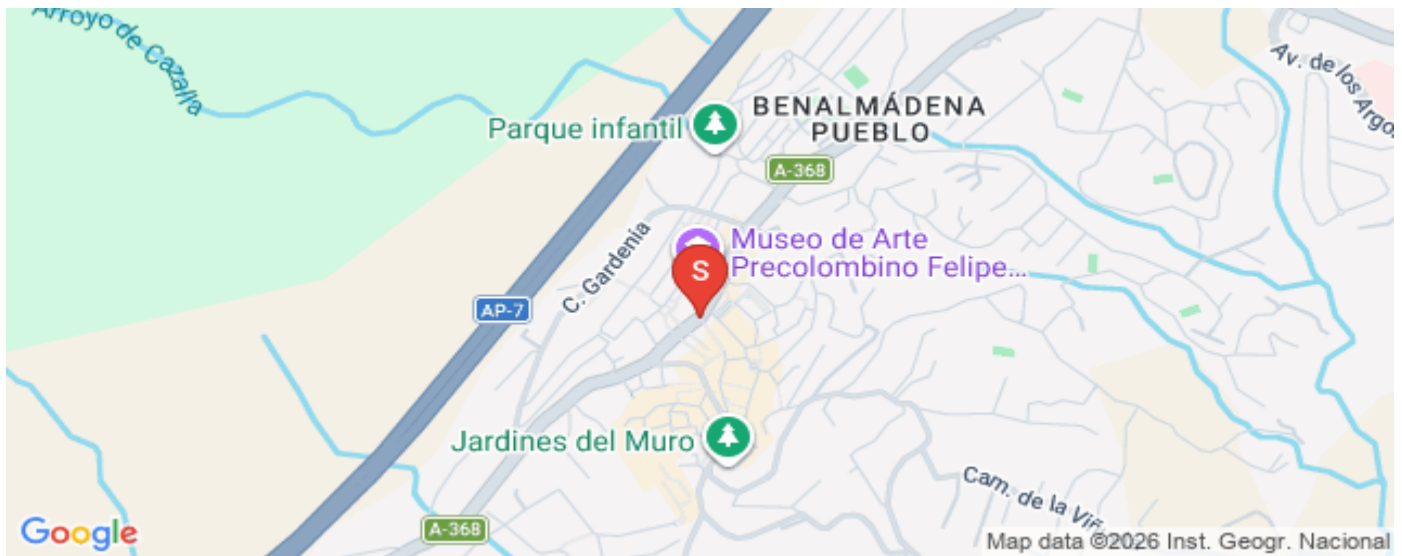 Arroyo de Cazalla
Av. de los Argo
BENALMÁDENA
PUEBLO
Parque infantil
A-368
C. Gardenia
Museo de Arte
Precolombino Felipe...
S
AP-7
Jardines del Muro
Cam. de la Viñ
A-368
Google
Map data ©2026 Inst. Geogr. Nacional